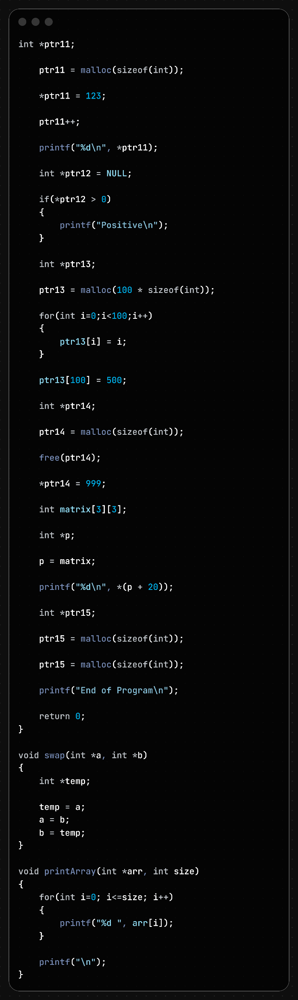 int *ptr11;

    ptr11 = malloc(sizeof(int));

    *ptr11 = 123;

    ptr11++;

    printf("%d\n", *ptr11);

    int *ptr12 = NULL;

    if(*ptr12 > 0)
    {
        printf("Positive\n");
    }

    int *ptr13;

    ptr13 = malloc(100 * sizeof(int));

    for(int i=0;i<100;i++)
    {
        ptr13[i] = i;
    }

    ptr13[100] = 500;

    int *ptr14;

    ptr14 = malloc(sizeof(int));

    free(ptr14);

    *ptr14 = 999;

    int matrix[3][3];

    int *p;

    p = matrix;

    printf("%d\n", *(p + 20));

    int *ptr15;

    ptr15 = malloc(sizeof(int));

    ptr15 = malloc(sizeof(int));

    printf("End of Program\n");

    return 0;
}

void swap(int *a, int *b)
{
    int *temp;

    temp = a;
    a = b;
    b = temp;
}

void printArray(int *arr, int size)
{
    for(int i=0; i<=size; i++)
    {
        printf("%d ", arr[i]);
    }

    printf("\n");
}